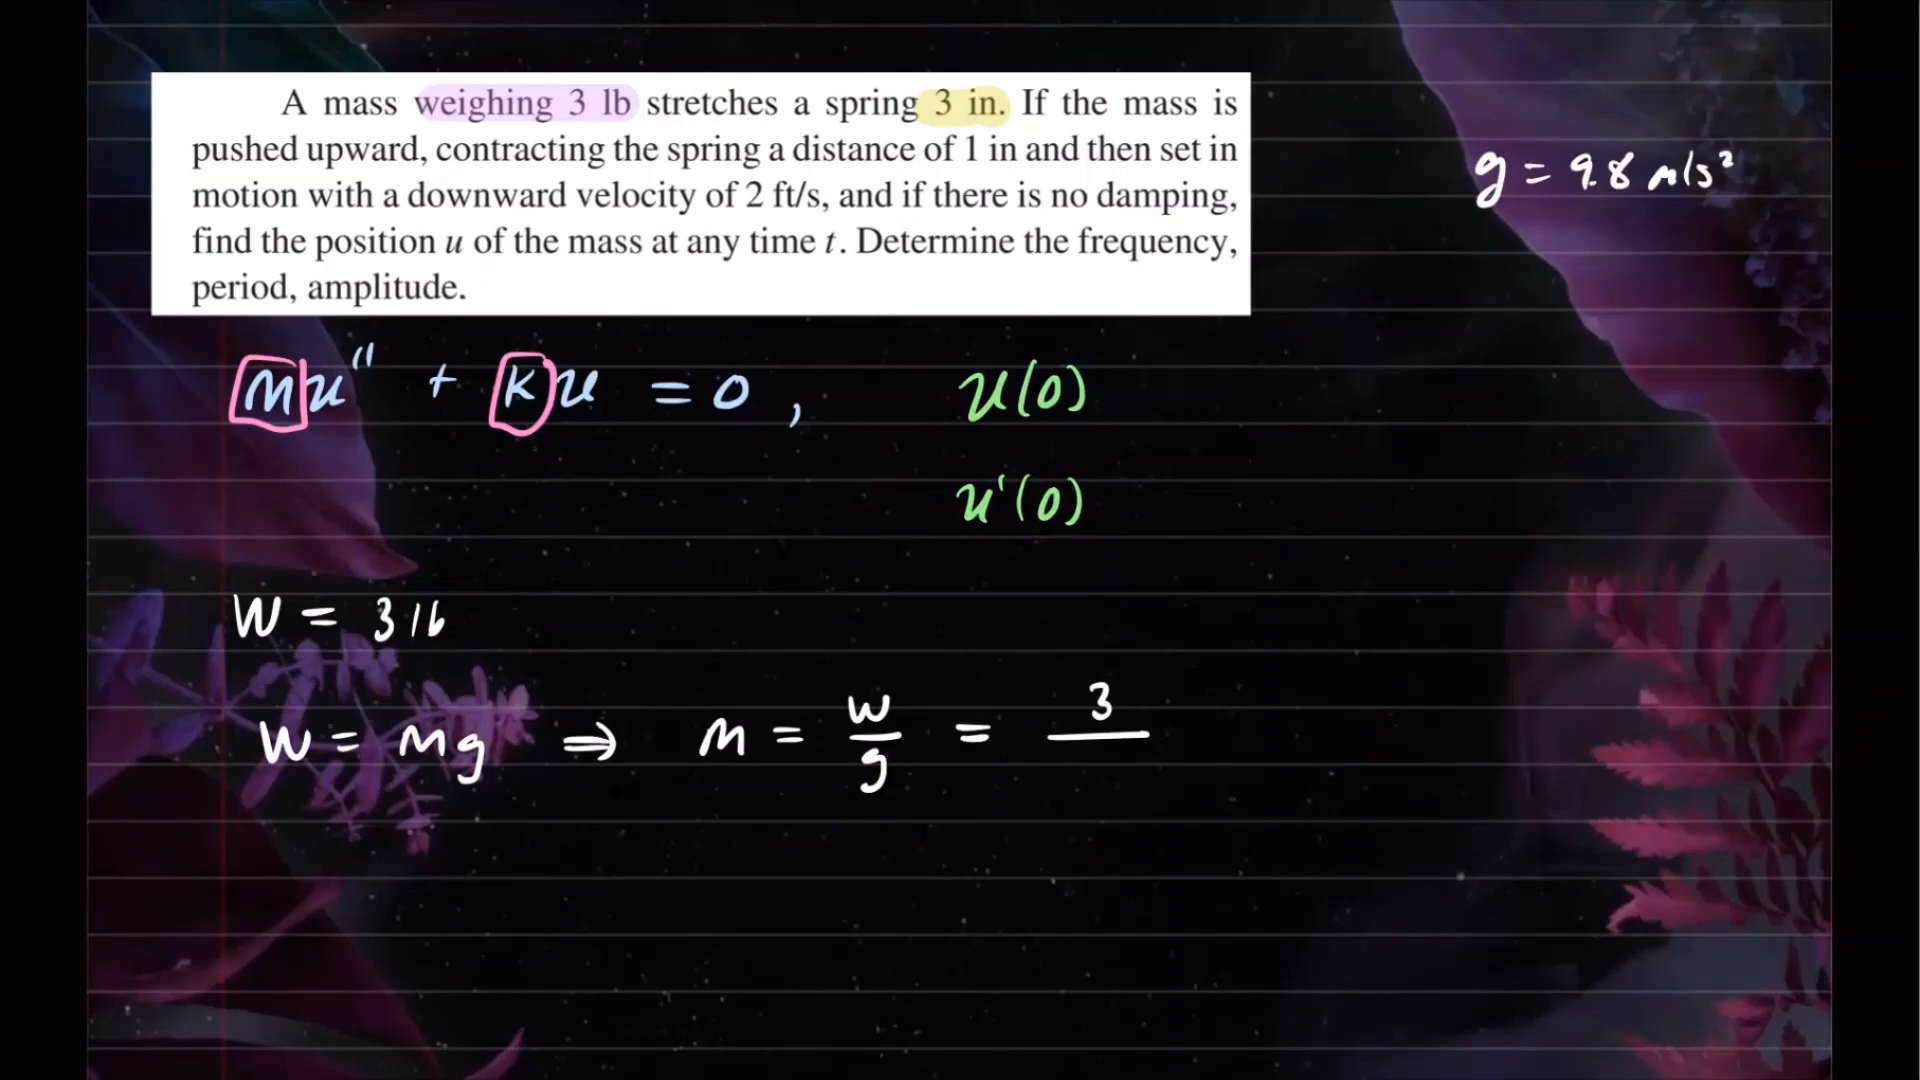 A mass weighing 3 lb stretches a spring 3 in. If the mass is
pushed upward, contracting the spring a distance of 1 in and then set in
motion with a downward velocity of 2 ft/s, and if there is no damping,
find the position u of the mass at any time t. Determine the frequency,
period, amplitude.
g = 9.8 m/s²
mu'' + ku = 0 , u(0)
u'(0)
W = 3 lb
W = mg ⇒ m = w/g = 3/